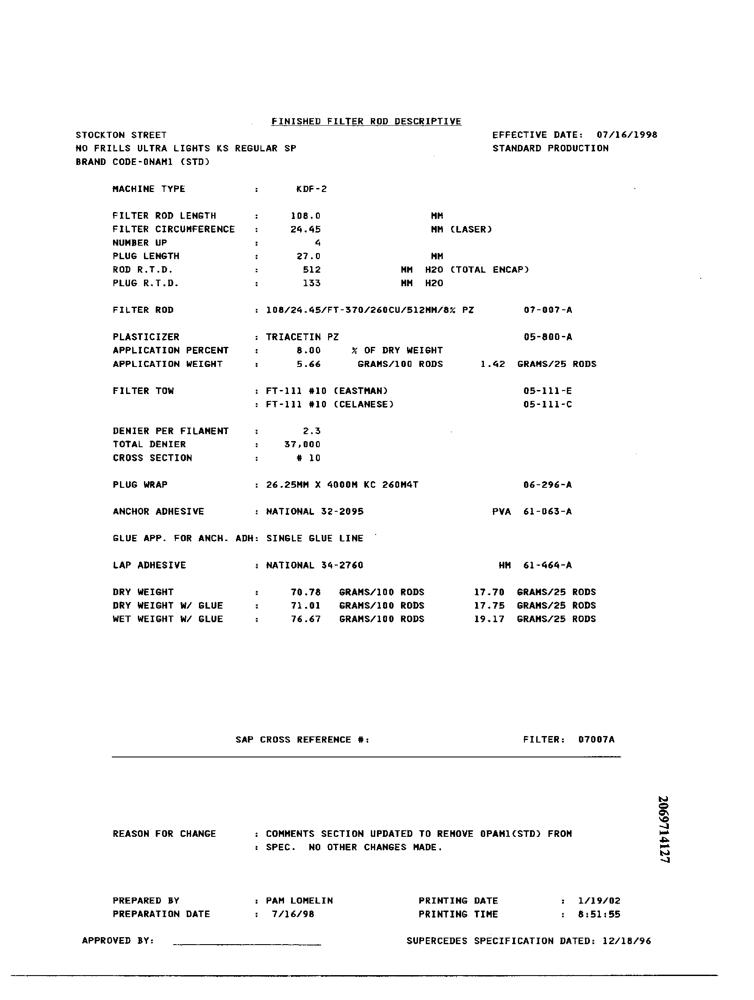 FINISHED FILTER ROD DESCRIPTIVE
STOCKTON STREET EFFECTIVE DATE: 07/16/1998
NO FRILLS ULTRA LIGHTS KS REGULAR SP STANDARD PRODUCTION
BRAND CODE-0NAM1 (STD)
MACHINE TYPE : KDF-2
FILTER ROD LENGTH : 108.0 MM
FILTER CIRCUMFERENCE : 24.45 MM (LASER)
NUMBER UP : 4
PLUG LENGTH : 27.0 MM
ROD R.T.D. : 512 MM H2O (TOTAL ENCAP)
PLUG R.T.D. : 133 MM H2O
FILTER ROD : 108/24.45/FT-370/260CU/512MM/8% PZ 07-007-A
PLASTICIZER : TRIACETIN PZ 05-800-A
APPLICATION PERCENT : 8.00 % OF DRY WEIGHT
APPLICATION WEIGHT : 5.66 GRAMS/100 RODS 1.42 GRAMS/25 RODS
FILTER TOW : FT-111 #10 (EASTMAN) 05-111-E
: FT-111 #10 (CELANESE) 05-111-C
DENIER PER FILAMENT : 2.3
TOTAL DENIER : 37,000
CROSS SECTION : # 10
PLUG WRAP : 26.25MM X 4000M KC 260M4T 06-296-A
ANCHOR ADHESIVE : NATIONAL 32-2095 PVA 61-063-A
GLUE APP. FOR ANCH. ADH: SINGLE GLUE LINE
LAP ADHESIVE : NATIONAL 34-2760 HM 61-464-A
DRY WEIGHT : 70.78 GRAMS/100 RODS 17.70 GRAMS/25 RODS
DRY WEIGHT W/ GLUE : 71.01 GRAMS/100 RODS 17.75 GRAMS/25 RODS
WET WEIGHT W/ GLUE : 76.67 GRAMS/100 RODS 19.17 GRAMS/25 RODS
SAP CROSS REFERENCE #: FILTER: 07007A
2069714127
REASON FOR CHANGE : COMMENTS SECTION UPDATED TO REMOVE 0PAM1(STD) FROM
: SPEC. NO OTHER CHANGES MADE.
PREPARED BY : PAM LOMELIN PRINTING DATE : 1/19/02
PREPARATION DATE : 7/16/98 PRINTING TIME : 8:51:55
APPROVED BY: SUPERCEDES SPECIFICATION DATED: 12/18/96